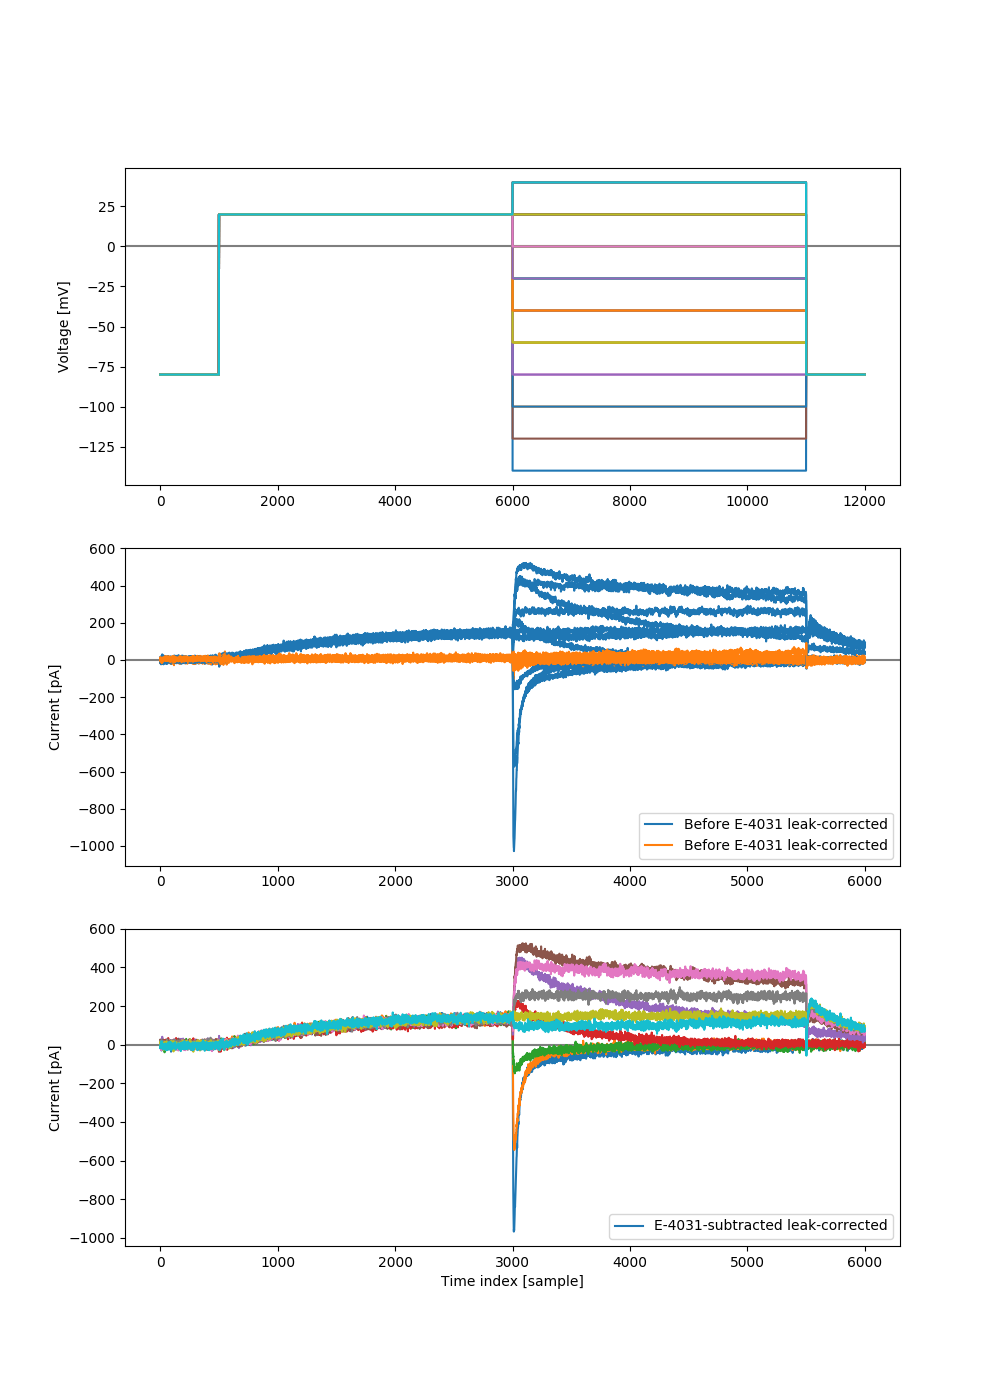 25
0
−25
−50
−75
−100
−125
Voltage [mV]
0 2000 4000 6000 8000 10000 12000
600
400
200
0
−200
−400
−600
−800
−1000
Current [pA]
Before E-4031 leak-corrected
Before E-4031 leak-corrected
0 1000 2000 3000 4000 5000 6000
600
400
200
0
−200
−400
−600
−800
−1000
Current [pA]
E-4031-subtracted leak-corrected
0 1000 2000 3000 4000 5000 6000
Time index [sample]